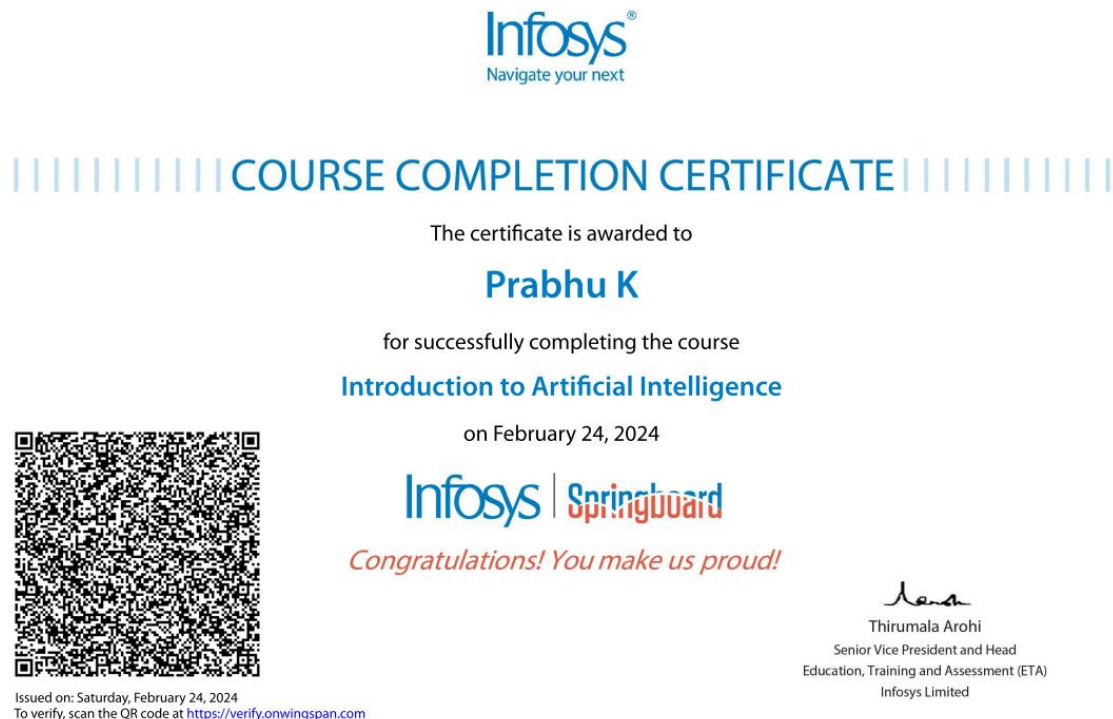 Infosys®
Navigate your next
COURSE COMPLETION CERTIFICATE
The certificate is awarded to
Prabhu K
for successfully completing the course
Introduction to Artificial Intelligence
on February 24, 2024
Infosys | Springboard
Congratulations! You make us proud!
Thirumala Arohi
Senior Vice President and Head
Education, Training and Assessment (ETA)
Infosys Limited
Issued on: Saturday, February 24, 2024
To verify, scan the QR code at https://verify.onwingspan.com